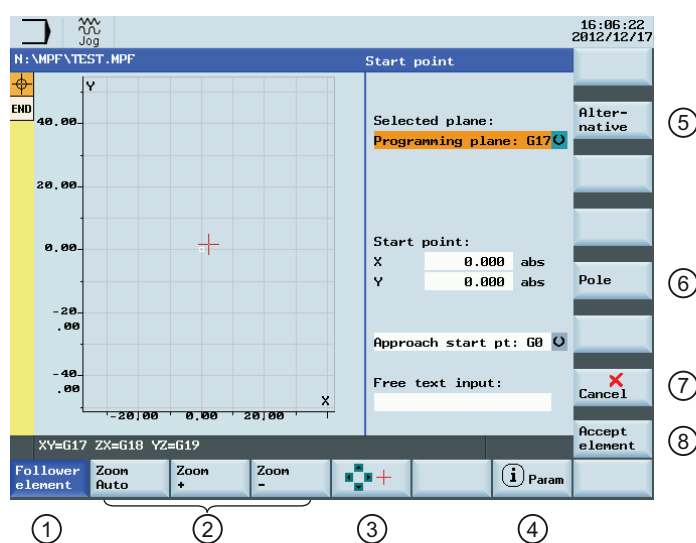 Jog
16:06:22
2012/12/17
N:\MPF\TEST.MPF
Start point
END
Y
40.00
20.00
0.00
-20
.00
-40
.00
-20.00 0.00 20.00
X
Selected plane:
Programming plane: G17
Start point:
X 0.000 abs
Y 0.000 abs
Approach start pt: G0
Free text input:
Alter-
native
5
Pole
6
Cancel
7
Accept
element
8
XY=G17 ZX=G18 YZ=G19
Follower
element
Zoom
Auto
Zoom
+
Zoom
-
i Param
1
2
3
4